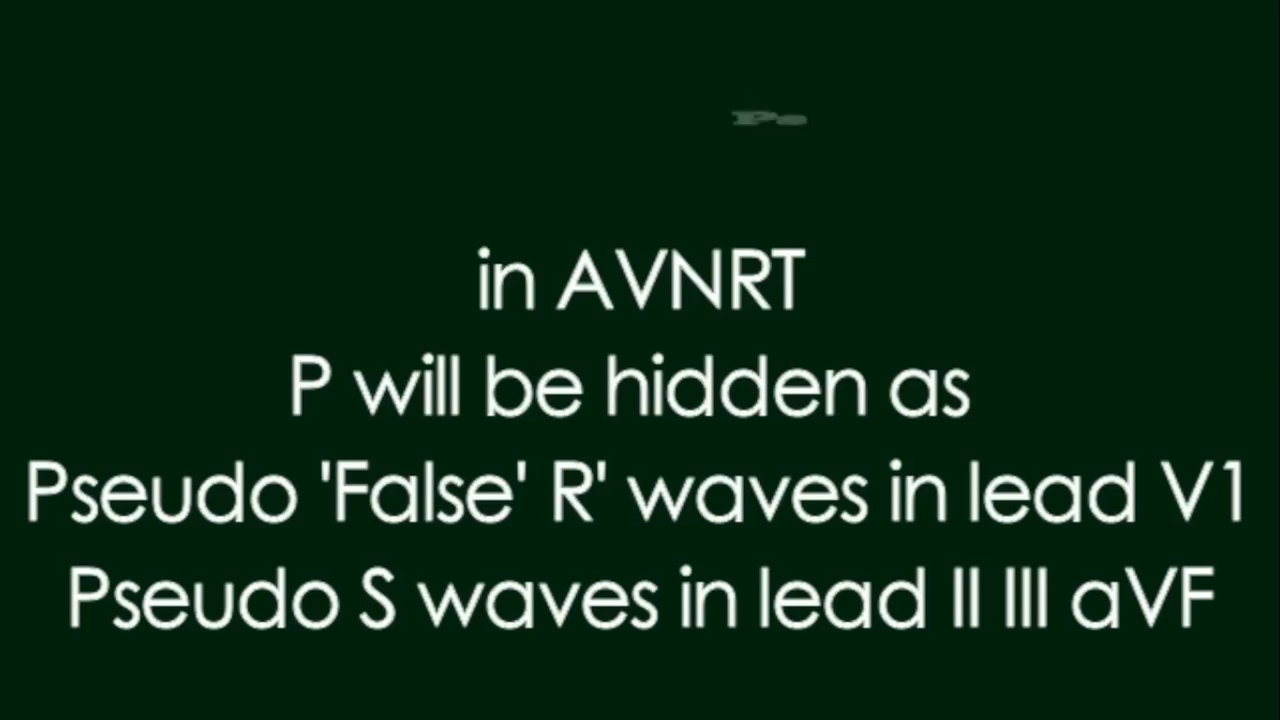 in AVNRT
P will be hidden as
Pseudo 'False' R' waves in lead V1
Pseudo S waves in lead II III aVF